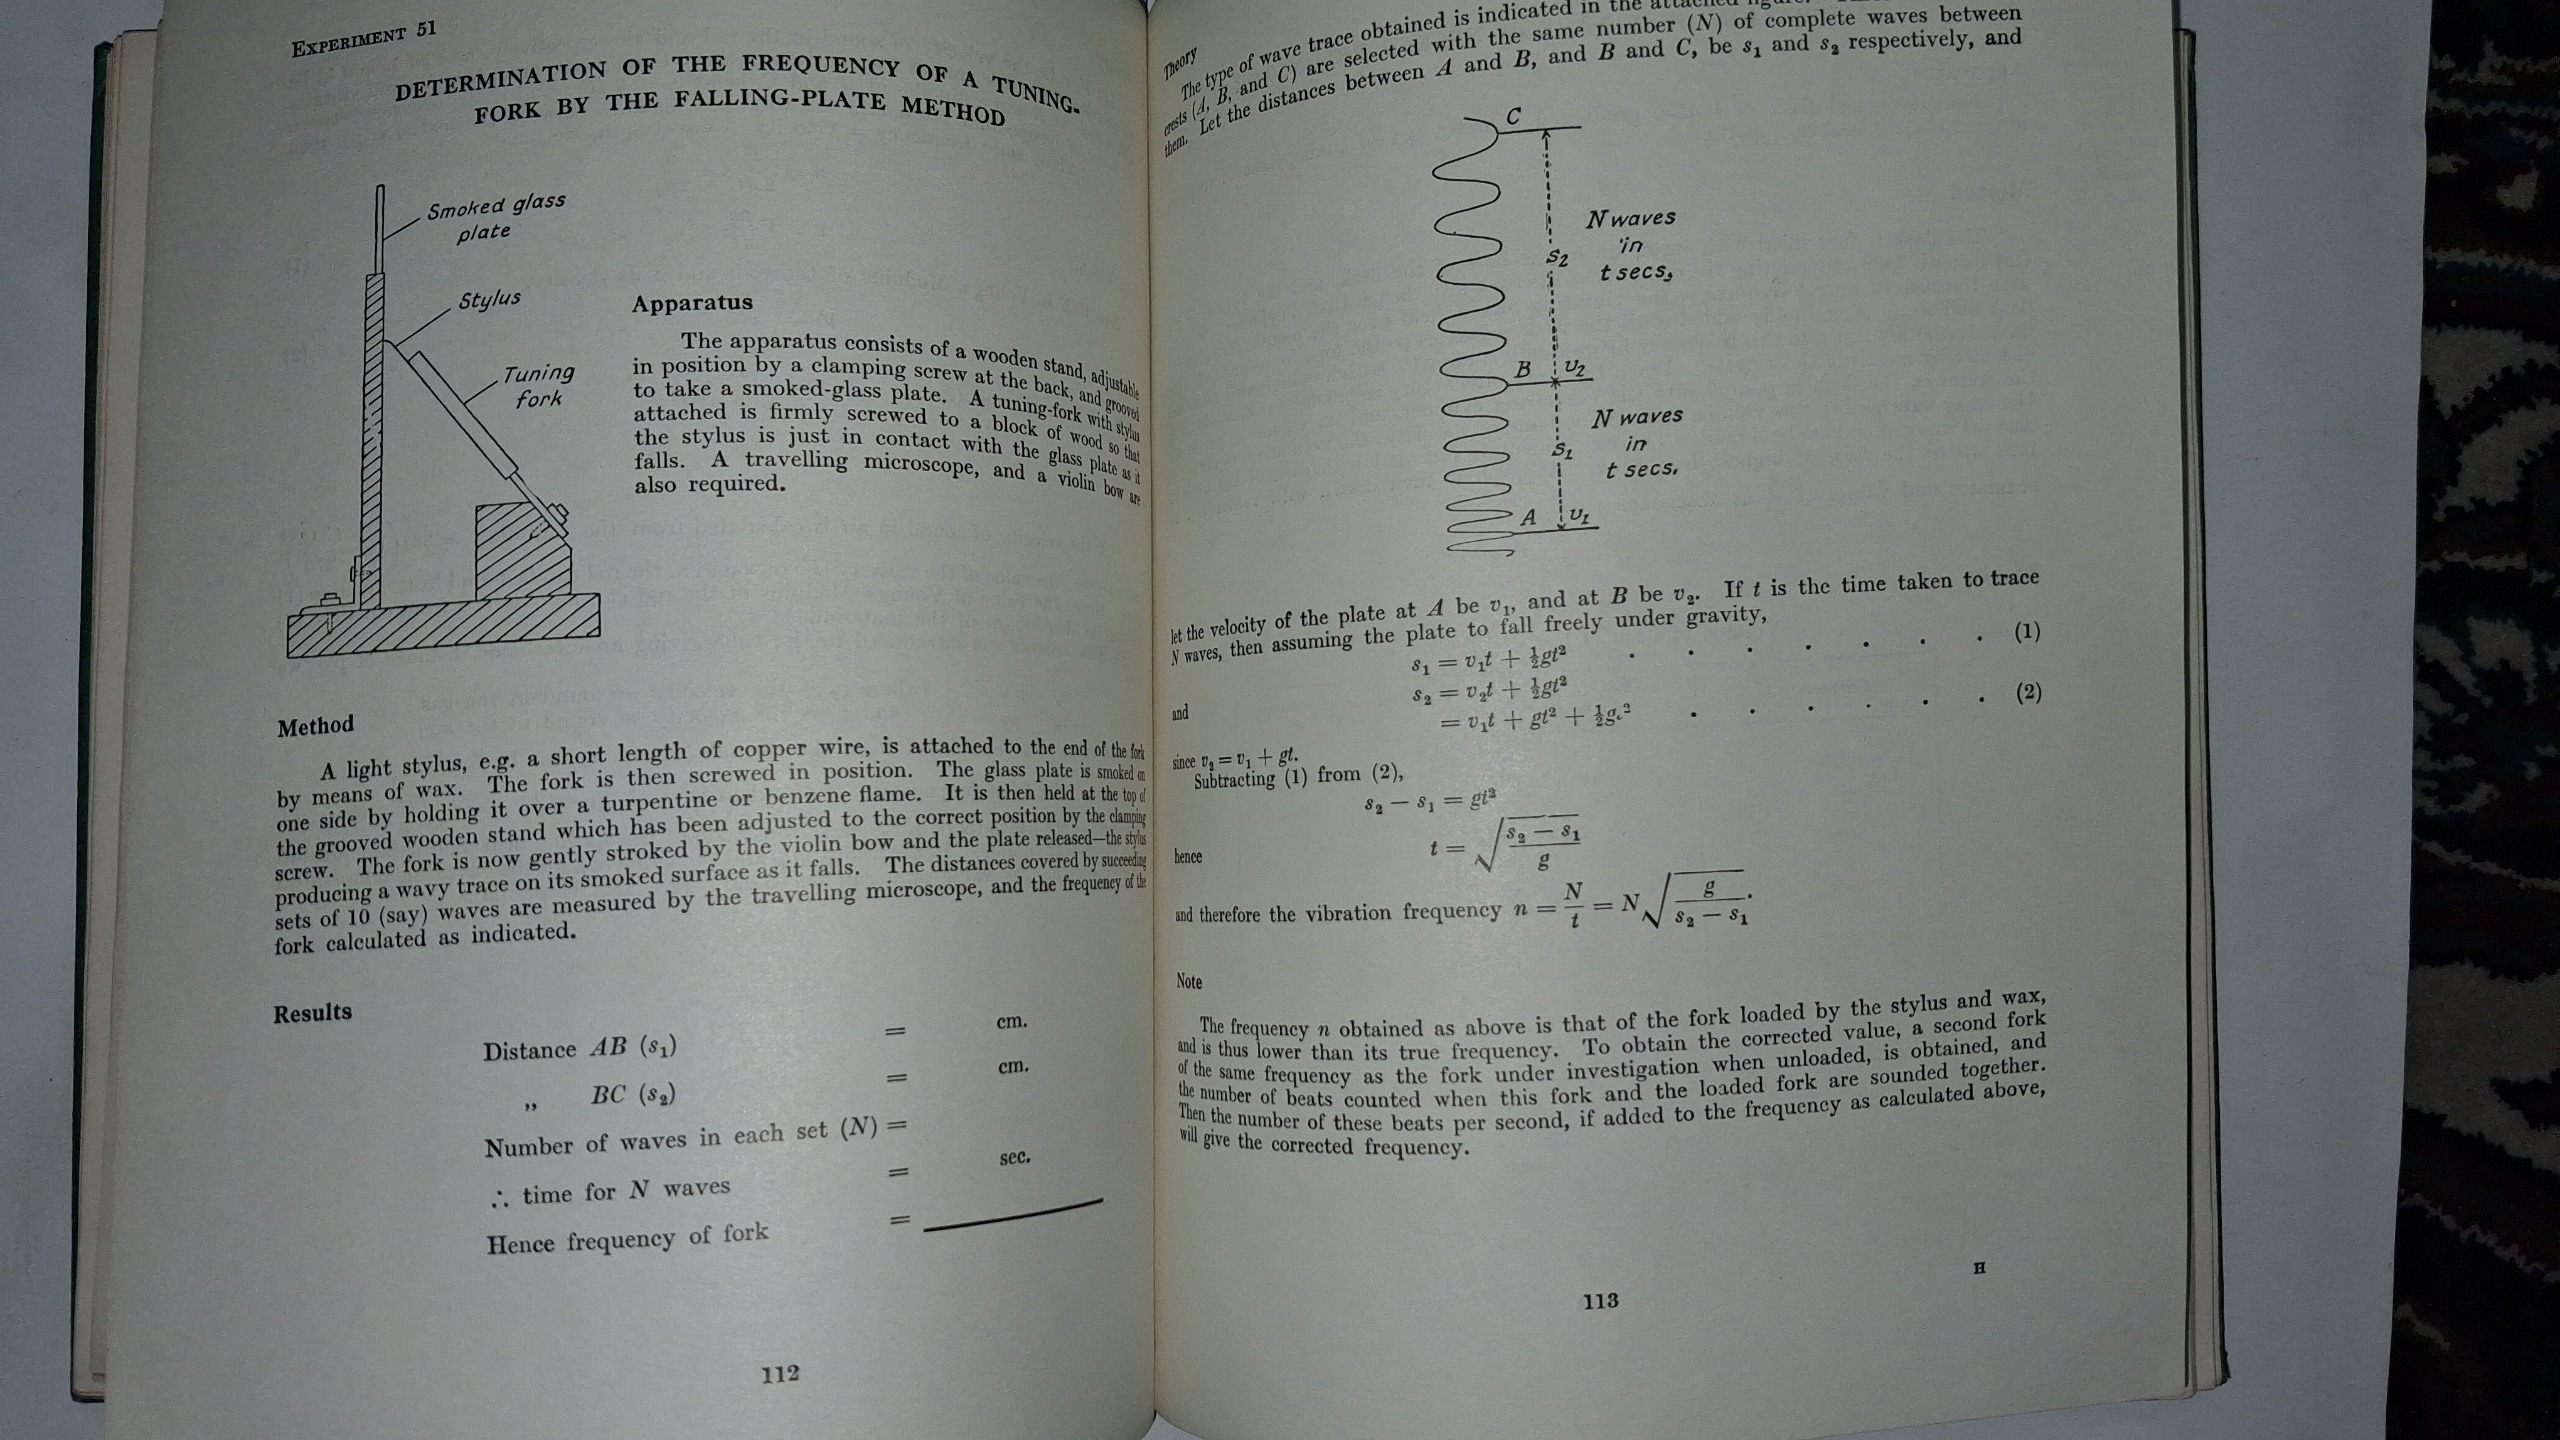 EXPERIMENT 51
DETERMINATION OF THE FREQUENCY OF A TUNING-
FORK BY THE FALLING-PLATE METHOD
Smoked glass
plate
Stylus
Tuning
fork
Apparatus
The apparatus consists of a wooden stand, adjustable
in position by a clamping screw at the back, and grooved
to take a smoked-glass plate. A tuning-fork with stylus
attached is firmly screwed to a block of wood so that
the stylus is just in contact with the glass plate as it
falls. A travelling microscope, and a violin bow are
also required.
Method
A light stylus, e.g. a short length of copper wire, is attached to the end of the fork
by means of wax. The fork is then screwed in position. The glass plate is smoked on
one side by holding it over a turpentine or benzene flame. It is then held at the top of
the grooved wooden stand which has been adjusted to the correct position by the clamping
screw. The fork is now gently stroked by the violin bow and the plate released—the stylus
producing a wavy trace on its smoked surface as it falls. The distances covered by succeeding
sets of 10 (say) waves are measured by the travelling microscope, and the frequency of the
fork calculated as indicated.
Results
Distance AB (s₁) = cm.
„ BC (s₂) = cm.
Number of waves in each set (N) =
∴ time for N waves = sec.
Hence frequency of fork =
112
Theory
The type of wave trace obtained is indicated in the attached figure.
crests (A, B, and C) are selected with the same number (N) of complete waves between
them. Let the distances between A and B, and B and C, be s₁ and s₂ respectively, and
C
N waves
in
t secs,
s₂
B v₂
N waves
in
t secs.
s₁
A v₁
let the velocity of the plate at A be v₁, and at B be v₂. If t is the time taken to trace
N waves, then assuming the plate to fall freely under gravity,
s₁ = v₁t + ½gt² . . . . . . . (1)
and s₂ = v₂t + ½gt²
= v₁t + gt² + ½gt² . . . . . . (2)
since v₂ = v₁ + gt.
Subtracting (1) from (2),
s₂ − s₁ = gt²
hence t = √((s₂ − s₁)/g)
and therefore the vibration frequency n = N/t = N√(g/(s₂ − s₁)).
Note
The frequency n obtained as above is that of the fork loaded by the stylus and wax,
and is thus lower than its true frequency. To obtain the corrected value, a second fork
of the same frequency as the fork under investigation when unloaded, is obtained, and
the number of beats counted when this fork and the loaded fork are sounded together.
Then the number of these beats per second, if added to the frequency as calculated above,
will give the corrected frequency.
H
113